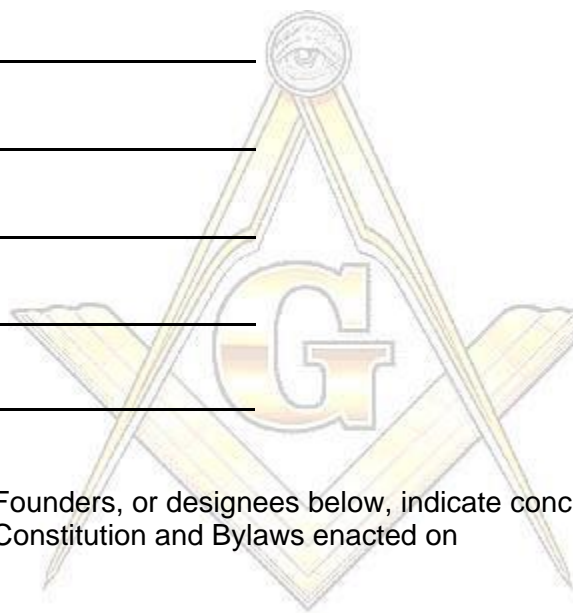 G
Founders, or designees below, indicate conc
Constitution and Bylaws enacted on